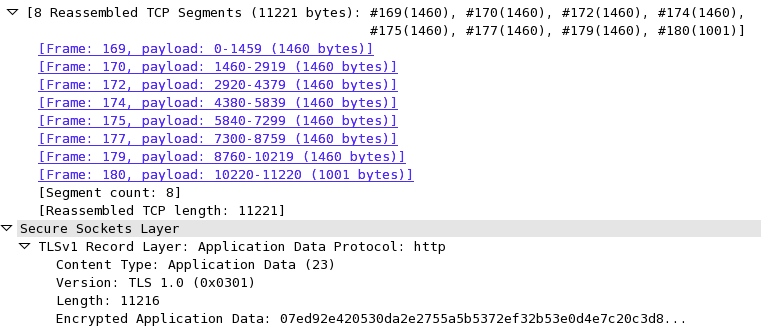 [8 Reassembled TCP Segments (11221 bytes): #169(1460), #170(1460), #172(1460), #174(1460),
#175(1460), #177(1460), #179(1460), #180(1001)]
[Frame: 169, payload: 0-1459 (1460 bytes)]
[Frame: 170, payload: 1460-2919 (1460 bytes)]
[Frame: 172, payload: 2920-4379 (1460 bytes)]
[Frame: 174, payload: 4380-5839 (1460 bytes)]
[Frame: 175, payload: 5840-7299 (1460 bytes)]
[Frame: 177, payload: 7300-8759 (1460 bytes)]
[Frame: 179, payload: 8760-10219 (1460 bytes)]
[Frame: 180, payload: 10220-11220 (1001 bytes)]
[Segment count: 8]
[Reassembled TCP length: 11221]
Secure Sockets Layer
TLSv1 Record Layer: Application Data Protocol: http
Content Type: Application Data (23)
Version: TLS 1.0 (0x0301)
Length: 11216
Encrypted Application Data: 07ed92e420530da2e2755a5b5372ef32b53e0d4e7c20c3d8...